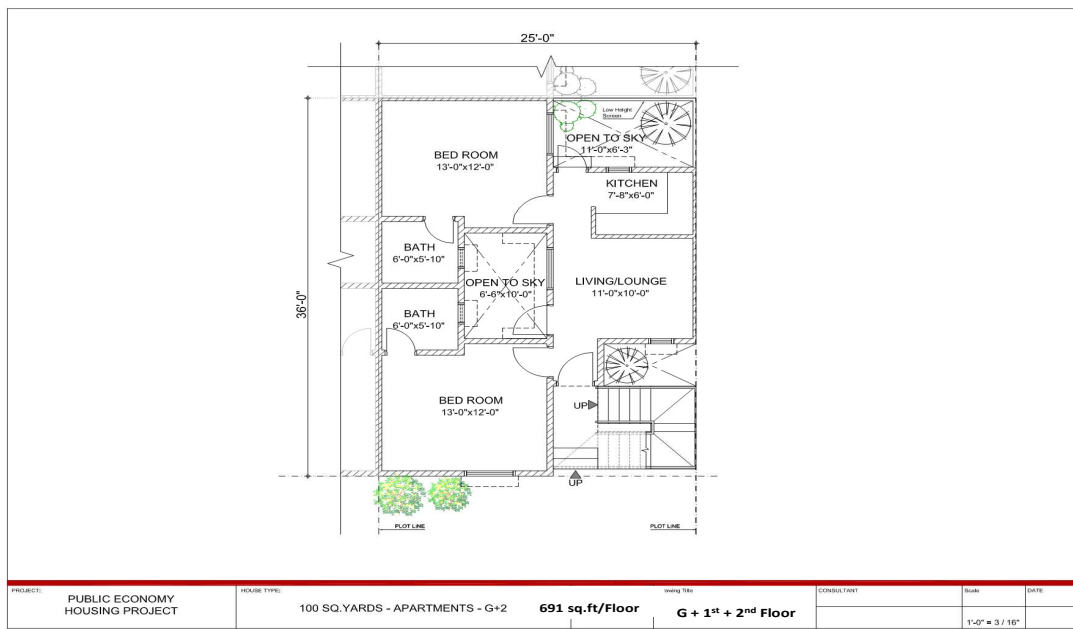 25'-0"
Low Height
Screen
OPEN TO SKY
11'-0"x6'-3"
BED ROOM
13'-0"x12'-0"
KITCHEN
7'-8"x6'-0"
BATH
6'-0"x5'-10"
OPEN TO SKY
6'-6"x10'-0"
LIVING/LOUNGE
11'-0"x10'-0"
36'-0"
BATH
6'-0"x5'-10"
BED ROOM
13'-0"x12'-0"
UP
UP
PLOT LINE
PLOT LINE
PROJECT:
PUBLIC ECONOMY
HOUSING PROJECT
HOUSE TYPE:
100 SQ.YARDS - APARTMENTS - G+2
691 sq.ft/Floor
awing Title
G + 1st + 2nd Floor
CONSULTANT
Scale
1'-0" = 3 / 16"
DATE